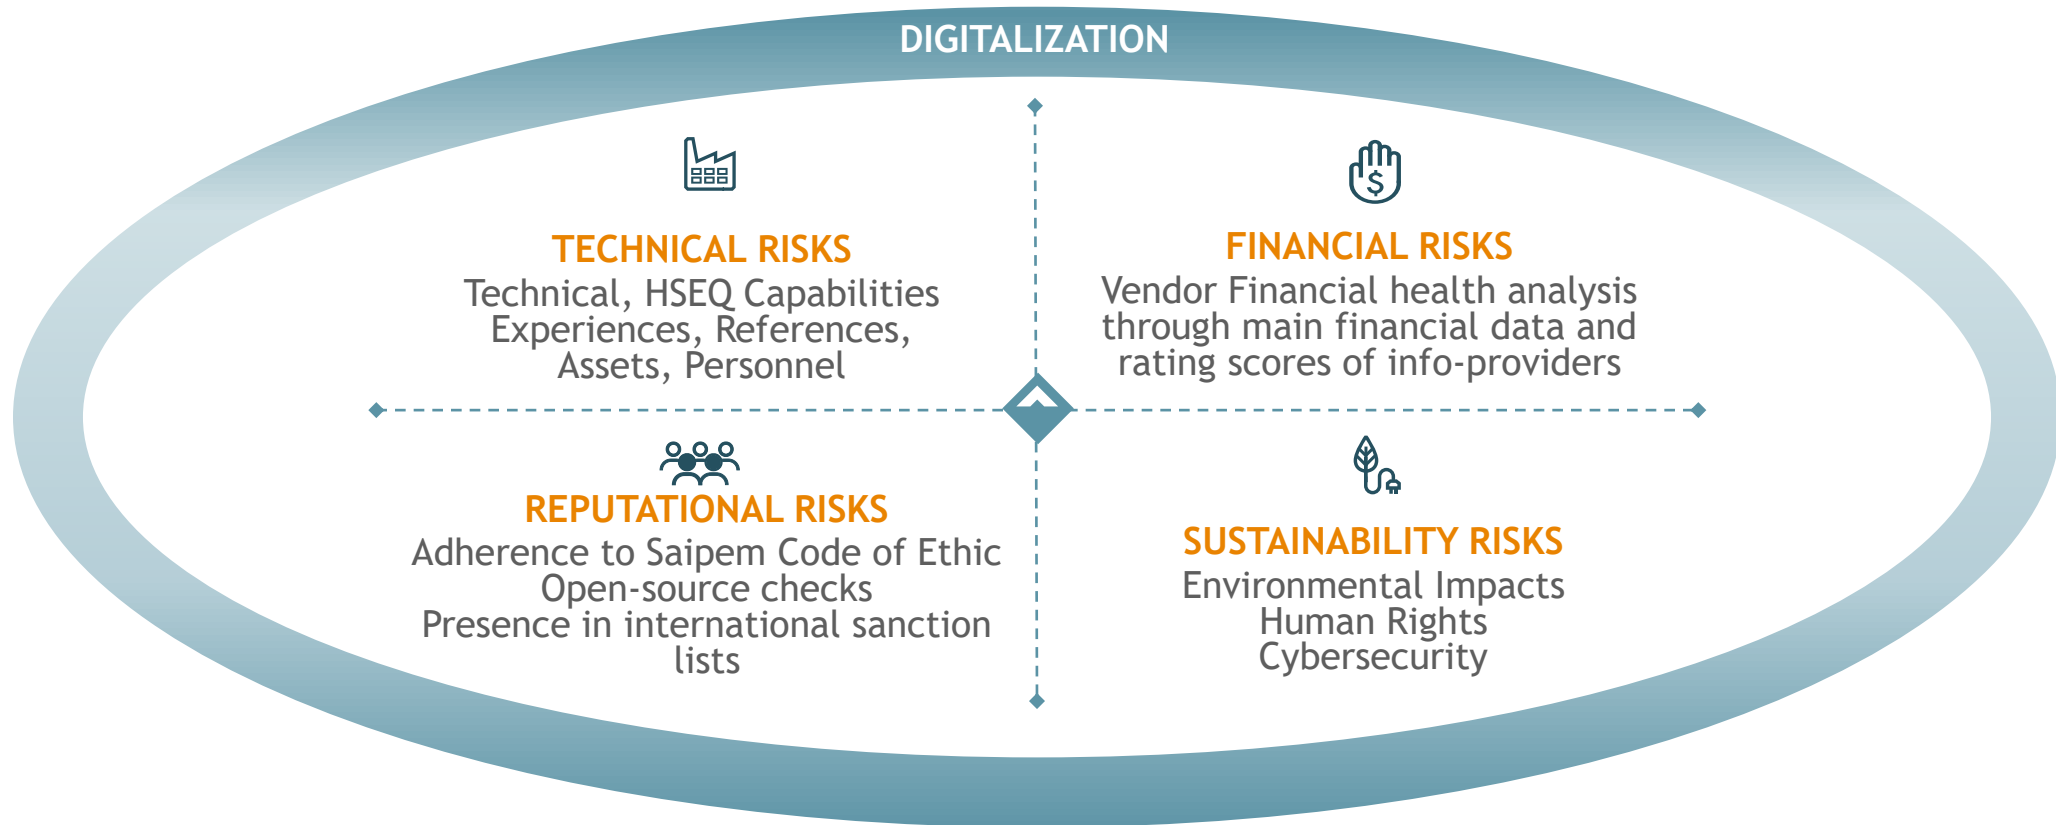 DIGITALIZATION
TECHNICAL RISKS
Technical, HSEQ Capabilities
Experiences, References,
Assets, Personnel
FINANCIAL RISKS
Vendor Financial health analysis
through main financial data and
rating scores of info-providers
REPUTATIONAL RISKS
Adherence to Saipem Code of Ethic
Open-source checks
Presence in international sanction
lists
SUSTAINABILITY RISKS
Environmental Impacts
Human Rights
Cybersecurity